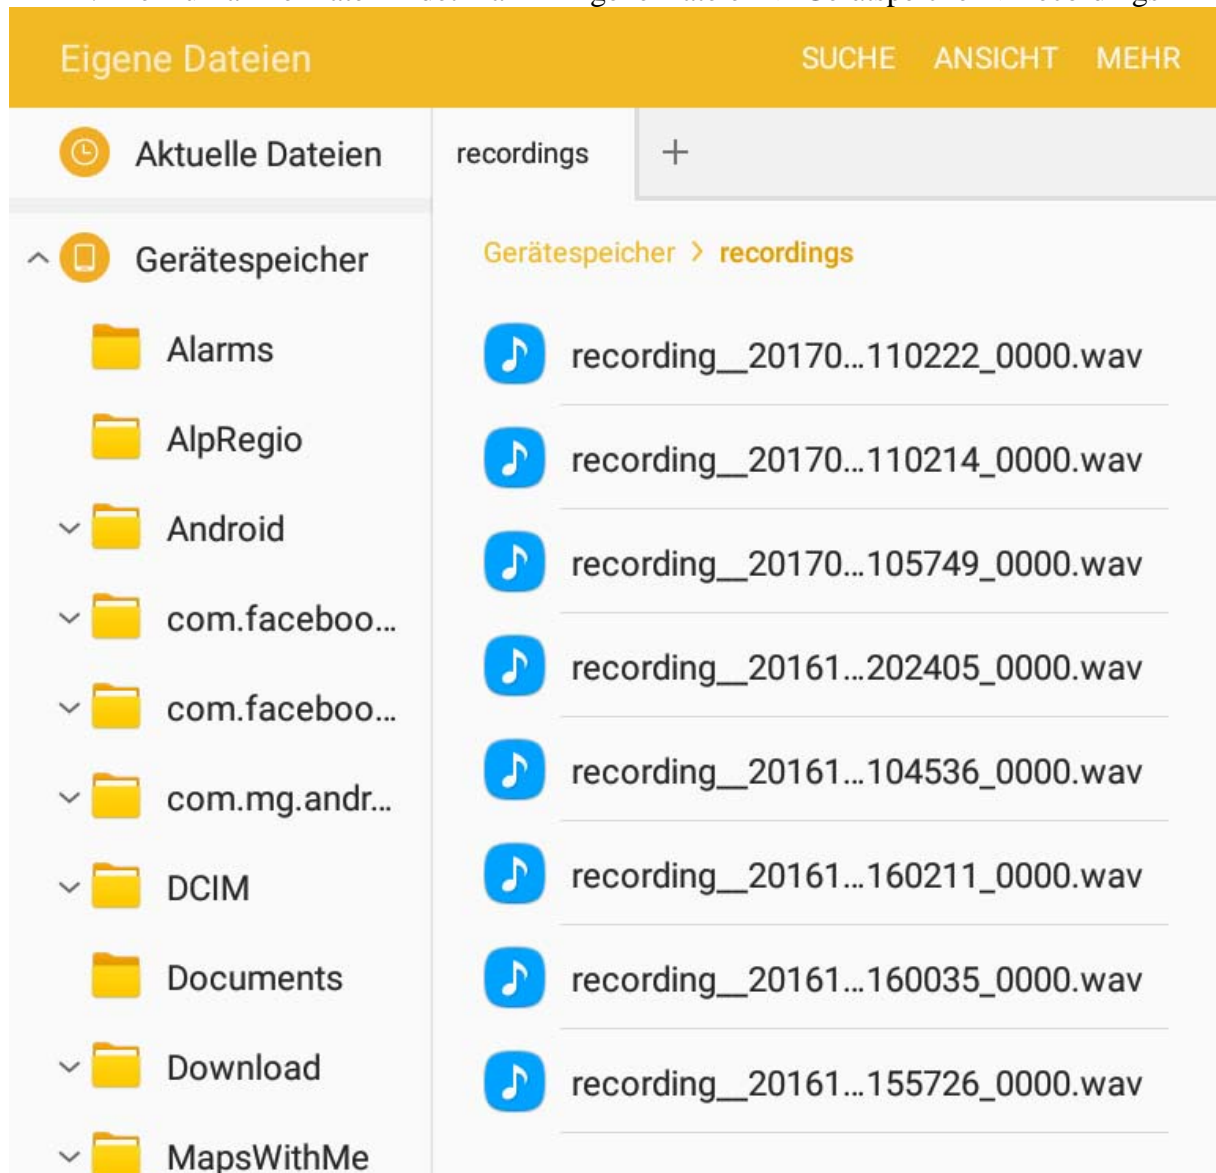 Eigene Dateien SUCHE ANSICHT MEHR
Aktuelle Dateien
Gerätespeicher
Alarms
AlpRegio
Android
com.faceboo...
com.faceboo...
com.mg.andr...
DCIM
Documents
Download
MapsWithMe
recordings +
Gerätespeicher > recordings
recording__20170...110222_0000.wav
recording__20170...110214_0000.wav
recording__20170...105749_0000.wav
recording__20161...202405_0000.wav
recording__20161...104536_0000.wav
recording__20161...160211_0000.wav
recording__20161...160035_0000.wav
recording__20161...155726_0000.wav